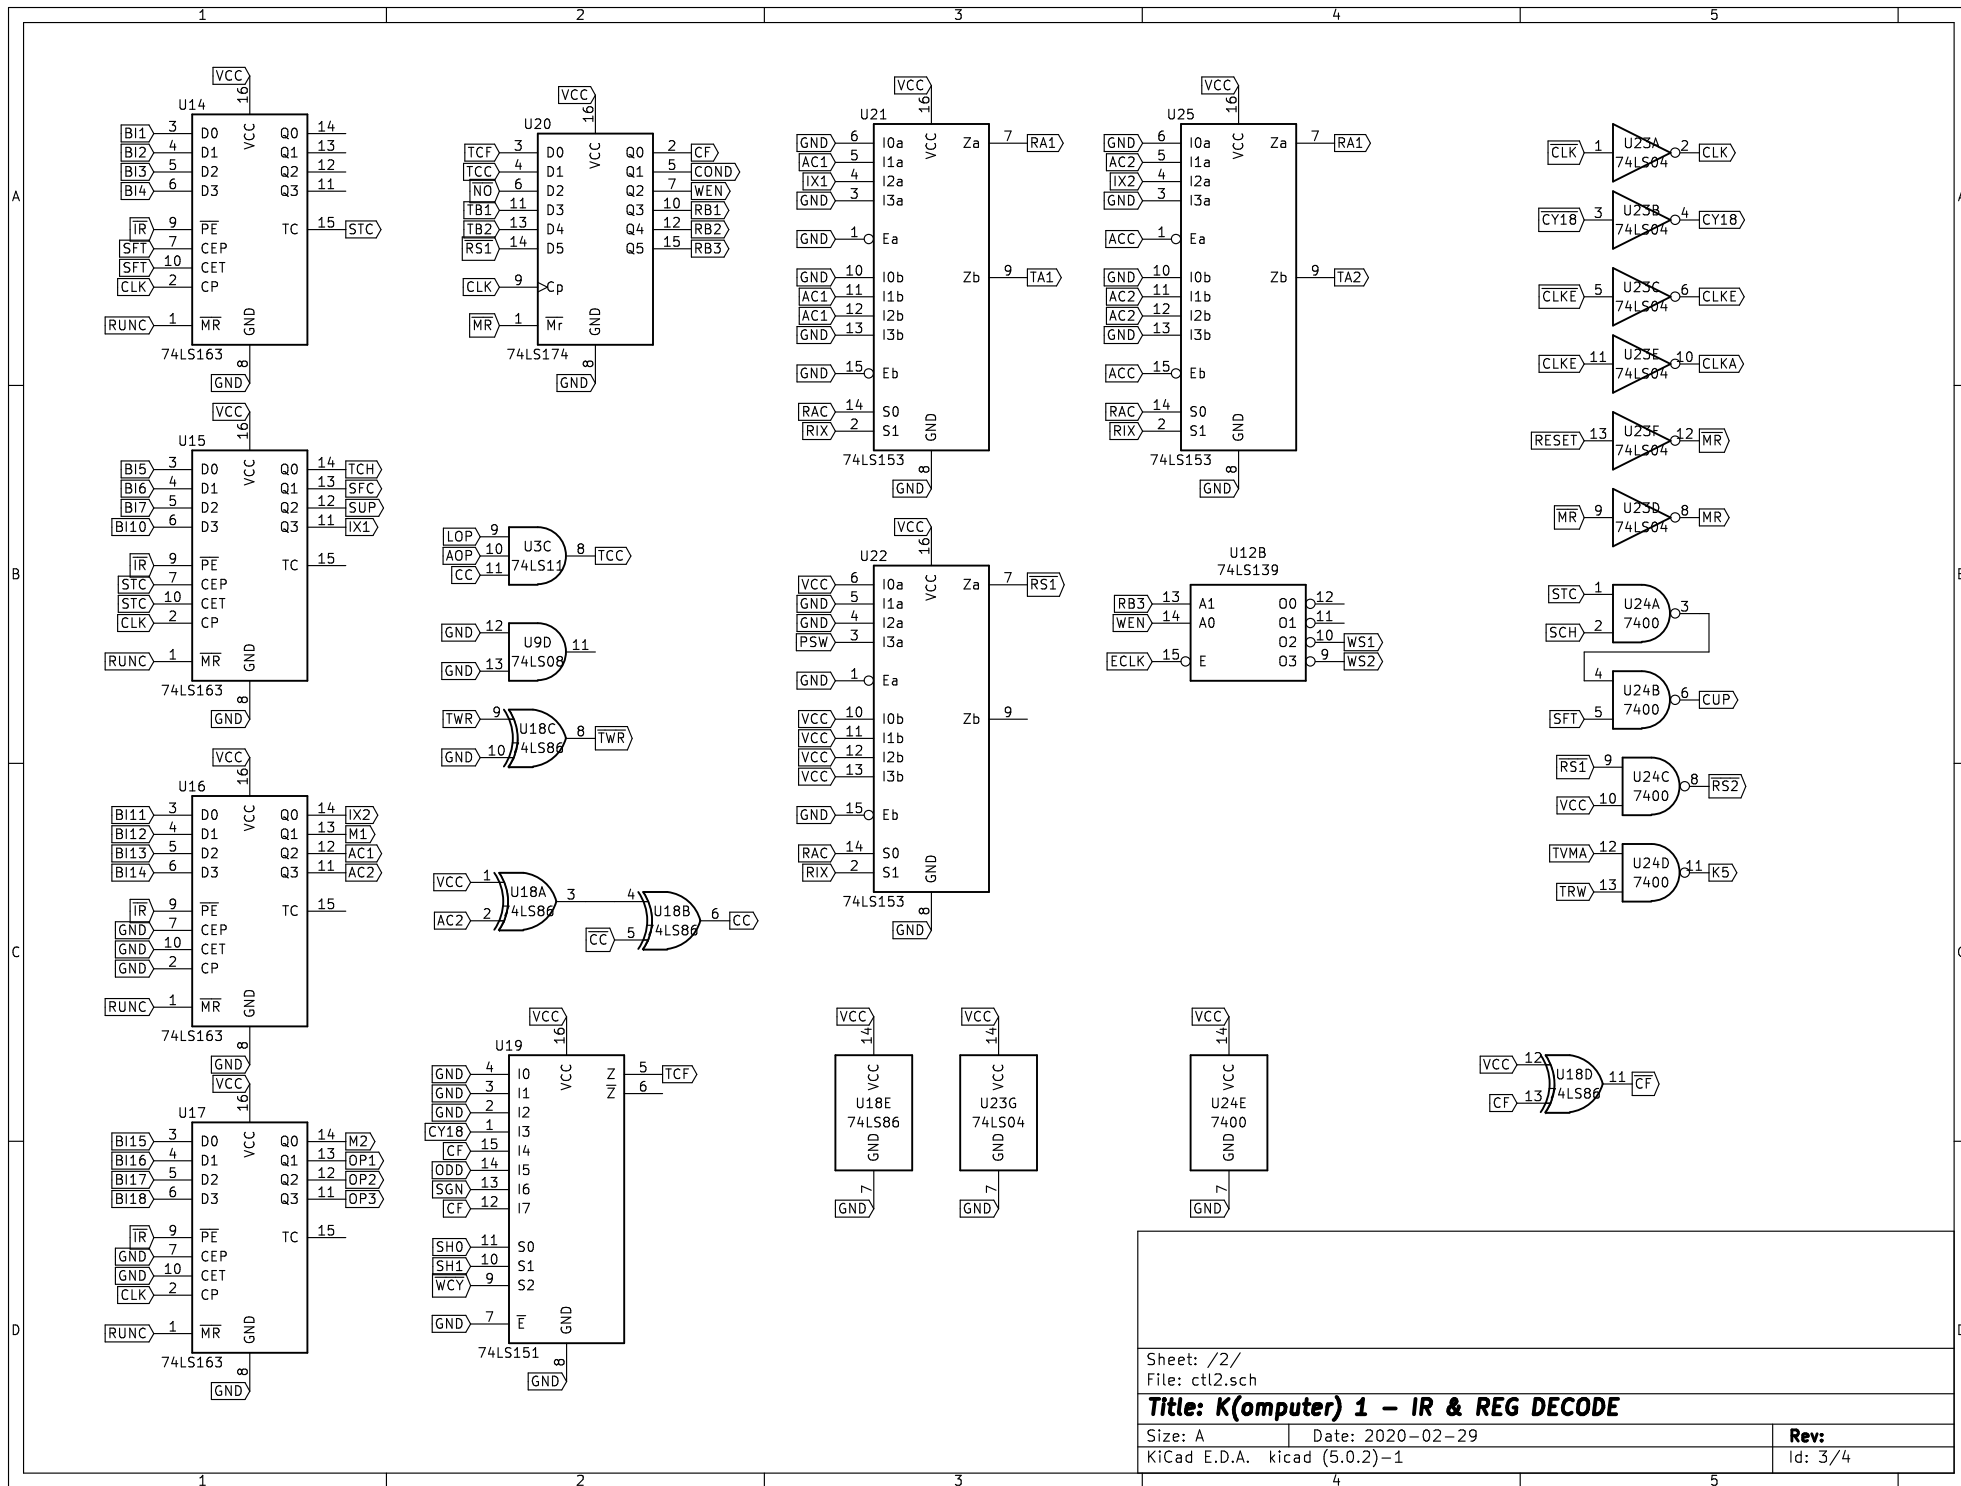 1 2 3 4 5
A
B
C
D
VCC
16
U14
BI1 3 D0 VCC Q0 14
BI2 4 D1 Q1 13
BI3 5 D2 Q2 12
BI4 6 D3 Q3 11
IR 9 PE TC 15 STC
SFT 7 CEP
SFT 10 CET
CLK 2 CP
RUNC 1 MR GND
74LS163
8
GND
VCC
16
U15
BI5 3 D0 VCC Q0 14 TCH
BI6 4 D1 Q1 13 SFC
BI7 5 D2 Q2 12 SUP
BI10 6 D3 Q3 11 IX1
IR 9 PE TC 15
STC 7 CEP
STC 10 CET
CLK 2 CP
RUNC 1 MR GND
74LS163
8
GND
VCC
16
U16
BI11 3 D0 VCC Q0 14 IX2
BI12 4 D1 Q1 13 M1
BI13 5 D2 Q2 12 AC1
BI14 6 D3 Q3 11 AC2
IR 9 PE TC 15
GND 7 CEP
GND 10 CET
GND 2 CP
RUNC 1 MR GND
74LS163
8
GND
VCC
16
U17
BI15 3 D0 VCC Q0 14 M2
BI16 4 D1 Q1 13 OP1
BI17 5 D2 Q2 12 OP2
BI18 6 D3 Q3 11 OP3
IR 9 PE TC 15
GND 7 CEP
GND 10 CET
CLK 2 CP
RUNC 1 MR GND
74LS163
8
GND
VCC
16
U20
TCF 3 D0 VCC Q0 2 CF
TCC 4 D1 Q1 5 COND
NO 6 D2 Q2 7 WEN
TB1 11 D3 Q3 10 RB1
TB2 13 D4 Q4 12 RB2
RS1 14 D5 Q5 15 RB3
CLK 9 Cp
MR 1 Mr GND
74LS174
8
GND
LOP 9
AOP 10 U3C 8 TCC
CC 11 74LS11
GND 12
U9D 11
GND 13 74LS08
TWR 9
U18C 8 TWR
GND 10 74LS86
VCC 1
U18A 3
AC2 2 74LS86
4
U18B 6 CC
CC 5 74LS86
VCC
16
U19
GND 4 I0 VCC Z 5 TCF
GND 3 I1 Z 6
GND 2 I2
CY18 1 I3
CF 15 I4
ODD 14 I5
SGN 13 I6
CF 12 I7
SH0 11 S0
SH1 10 S1
WCY 9 S2
GND 7 E GND
74LS151
8
GND
VCC
16
U21
GND 6 I0a VCC Za 7 RA1
AC1 5 I1a
IX1 4 I2a
GND 3 I3a
GND 1 Ea
GND 10 I0b Zb 9 TA1
AC1 11 I1b
AC1 12 I2b
GND 13 I3b
GND 15 Eb
RAC 14 S0
RIX 2 S1 GND
74LS153
8
GND
VCC
16
U22
VCC 6 I0a VCC Za 7 RS1
GND 5 I1a
GND 4 I2a
PSW 3 I3a
GND 1 Ea
VCC 10 I0b Zb 9
VCC 11 I1b
VCC 12 I2b
VCC 13 I3b
GND 15 Eb
RAC 14 S0
RIX 2 S1 GND
74LS153
8
GND
VCC
16
U25
GND 6 I0a VCC Za 7 RA1
AC2 5 I1a
IX2 4 I2a
GND 3 I3a
ACC 1 Ea
GND 10 I0b Zb 9 TA2
AC2 11 I1b
AC2 12 I2b
GND 13 I3b
ACC 15 Eb
RAC 14 S0
RIX 2 S1 GND
74LS153
8
GND
U12B
74LS139
RB3 13 A1 O0 12
WEN 14 A0 O1 11
O2 10 WS1
ECLK 15 E O3 9 WS2
CLK 1 U23A 2 CLK
74LS04
CY18 3 U23B 4 CY18
74LS04
CLKE 5 U23C 6 CLKE
74LS04
CLKE 11 U23E 10 CLKA
74LS04
RESET 13 U23F 12 MR
74LS04
MR 9 U23D 8 MR
74LS04
STC 1
U24A 3
SCH 2 7400
4
U24B 6 CUP
SFT 5 7400
RS1 9
U24C 8 RS2
VCC 10 7400
TVMA 12
U24D 11 K5
TRW 13 7400
VCC
14
VCC
U18E
74LS86
GND
7
GND
VCC
14
VCC
U23G
74LS04
GND
7
GND
VCC
14
VCC
U24E
7400
GND
7
GND
VCC 12
U18D 11 CF
CF 13 74LS86
Sheet: /2/
File: ctl2.sch
Title: K(omputer) 1 – IR & REG DECODE
Size: A Date: 2020-02-29 Rev:
KiCad E.D.A. kicad (5.0.2)-1 Id: 3/4
1 2 3 4 5